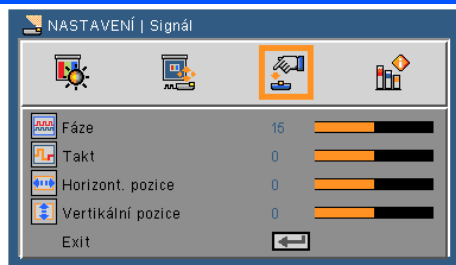 NASTAVENÍ | Signál
Fáze 15
Takt 0
Horizont. pozice 0
Vertikální pozice 0
Exit